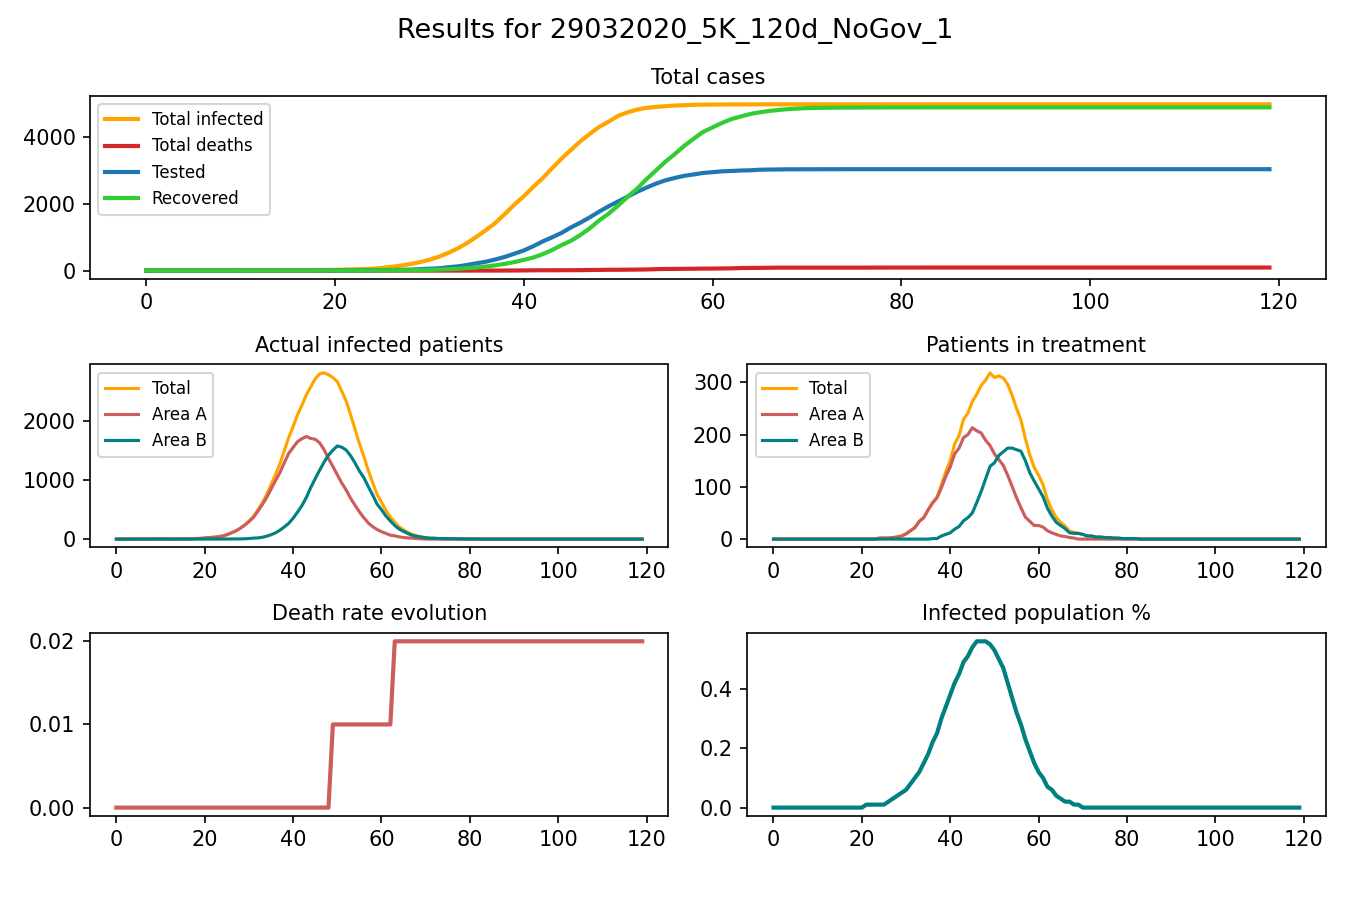 Results for 29032020_5K_120d_NoGov_1
Total cases
Total infected
Total deaths
Tested
Recovered
4000
2000
0
0 20 40 60 80 100 120
Actual infected patients
Total
Area A
Area B
2000
1000
0
0 20 40 60 80 100 120
Patients in treatment
Total
Area A
Area B
300
200
100
0
0 20 40 60 80 100 120
Death rate evolution
0.02
0.01
0.00
0 20 40 60 80 100 120
Infected population %
0.4
0.2
0.0
0 20 40 60 80 100 120